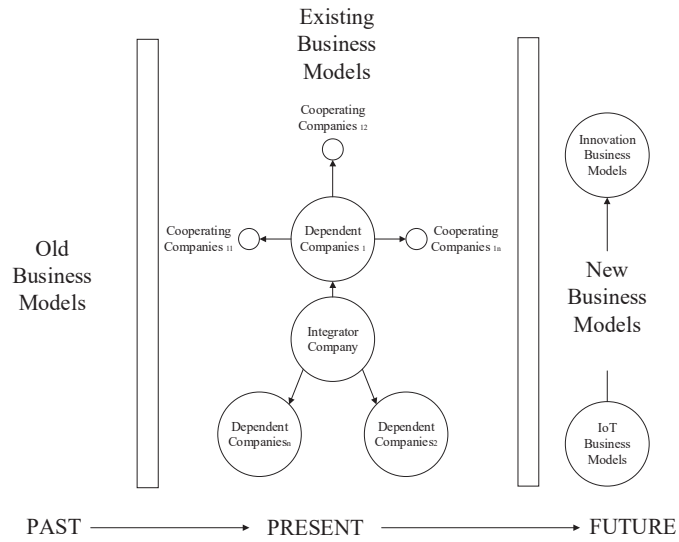 Existing
Business
Models
Cooperating
Companies 12
Innovation
Business
Models
Cooperating
Companies 11
Dependent
Companies 1
Cooperating
Companies 1n
Old
Business
Models
New
Business
Models
Integrator
Company
Dependent
Companiesn
Dependent
Companies2
IoT
Business
Models
PAST
PRESENT
FUTURE